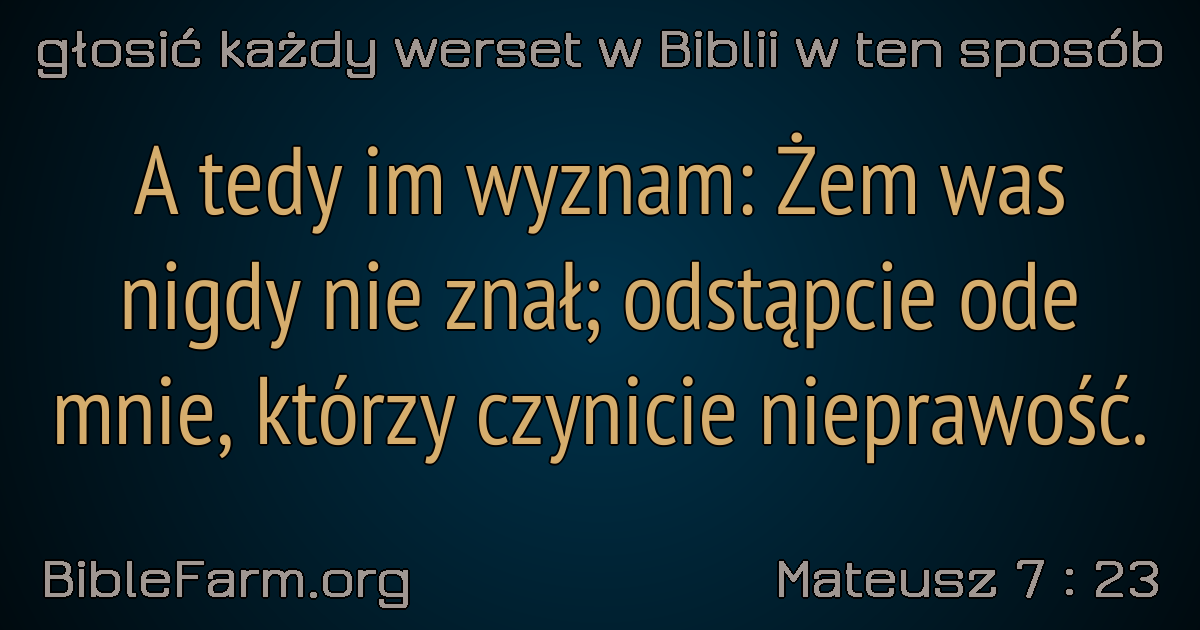 głosić każdy werset w Biblii w ten sposób
A tedy im wyznam: Żem was
nigdy nie znał; odstąpcie ode
mnie, którzy czynicie nieprawość.
BibleFarm.org
Mateusz 7 : 23